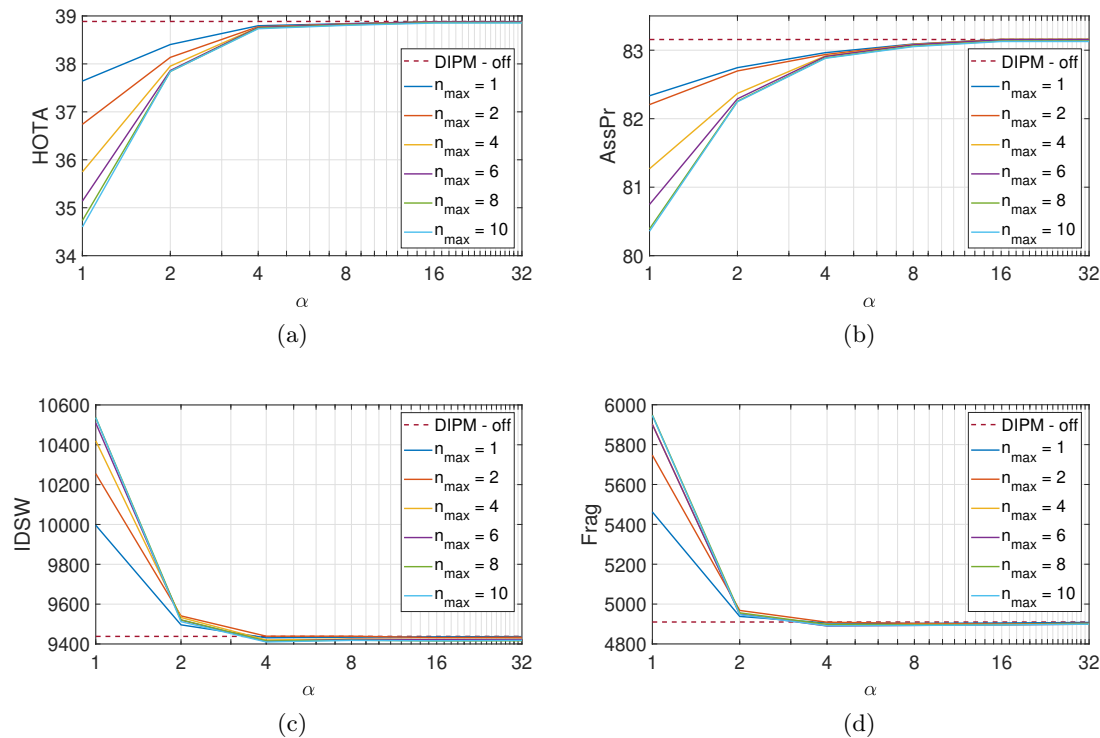 39
38
37
36
35
34
HOTA
1 2 4 8 16 32
α
DIPM - off
n_max = 1
n_max = 2
n_max = 4
n_max = 6
n_max = 8
n_max = 10
(a)
83
82
81
80
AssPr
1 2 4 8 16 32
α
DIPM - off
n_max = 1
n_max = 2
n_max = 4
n_max = 6
n_max = 8
n_max = 10
(b)
10600
10400
10200
10000
9800
9600
9400
IDSW
1 2 4 8 16 32
α
DIPM - off
n_max = 1
n_max = 2
n_max = 4
n_max = 6
n_max = 8
n_max = 10
(c)
6000
5800
5600
5400
5200
5000
4800
Frag
1 2 4 8 16 32
α
DIPM - off
n_max = 1
n_max = 2
n_max = 4
n_max = 6
n_max = 8
n_max = 10
(d)